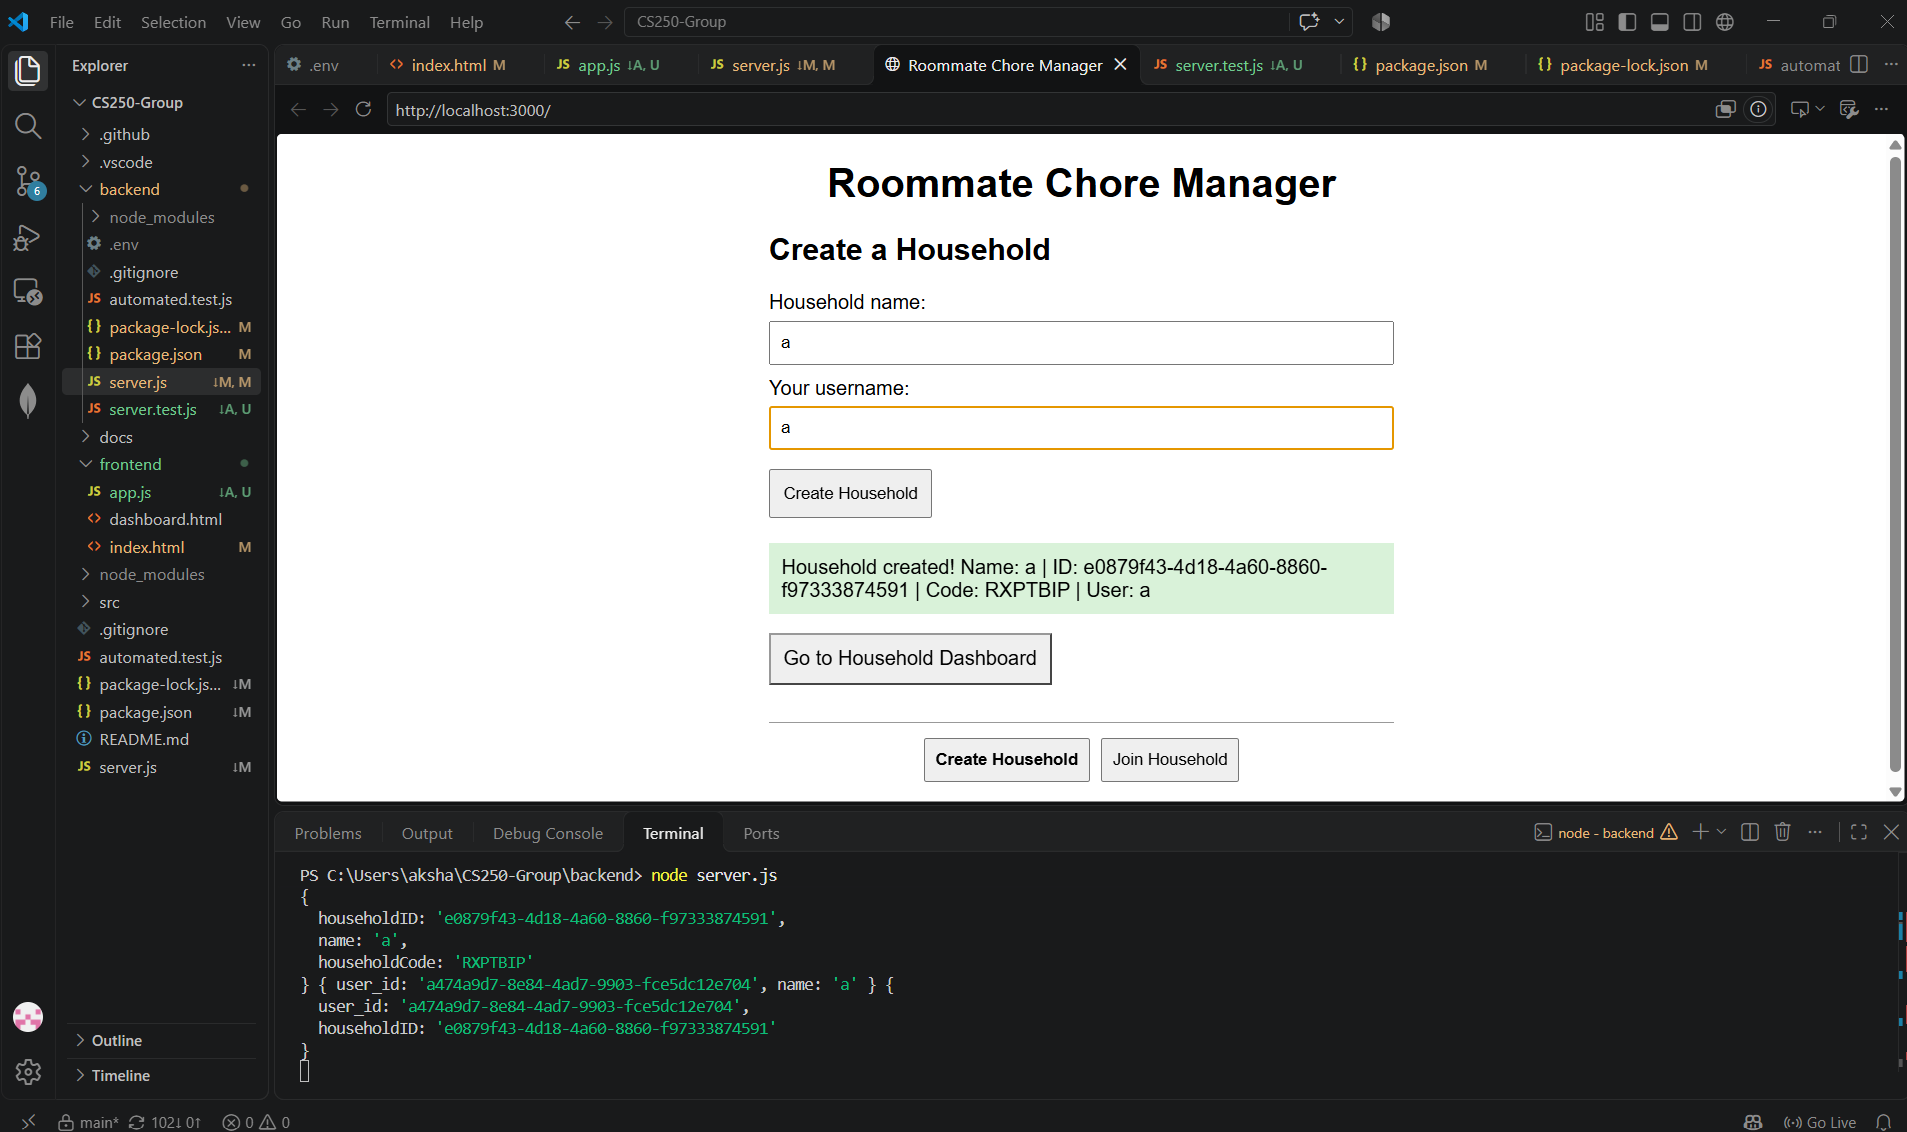 File Edit Selection View Go Run Terminal Help
CS250-Group
Explorer
CS250-Group
.github
.vscode
backend
node_modules
.env
.gitignore
automated.test.js
package-lock.js... M
package.json M
server.js ↓M, M
server.test.js ↓A, U
docs
frontend
app.js ↓A, U
dashboard.html
index.html M
node_modules
src
.gitignore
automated.test.js
package-lock.js... ↓M
package.json ↓M
README.md
server.js ↓M
Outline
Timeline
6
.env
index.html M
app.js ↓A, U
server.js ↓M, M
Roommate Chore Manager
server.test.js ↓A, U
package.json M
package-lock.json M
automat
http://localhost:3000/
Roommate Chore Manager
Create a Household
Household name:
a
Your username:
a
Create Household
Household created! Name: a | ID: e0879f43-4d18-4a60-8860-
f97333874591 | Code: RXPTBIP | User: a
Go to Household Dashboard
Create Household Join Household
Problems Output Debug Console Terminal Ports
node - backend
PS C:\Users\aksha\CS250-Group\backend> node server.js
{
householdID: 'e0879f43-4d18-4a60-8860-f97333874591',
name: 'a',
householdCode: 'RXPTBIP'
} { user_id: 'a474a9d7-8e84-4ad7-9903-fce5dc12e704', name: 'a' } {
user_id: 'a474a9d7-8e84-4ad7-9903-fce5dc12e704',
householdID: 'e0879f43-4d18-4a60-8860-f97333874591'
}
main* 102↓ 0↑ 0 0
Go Live